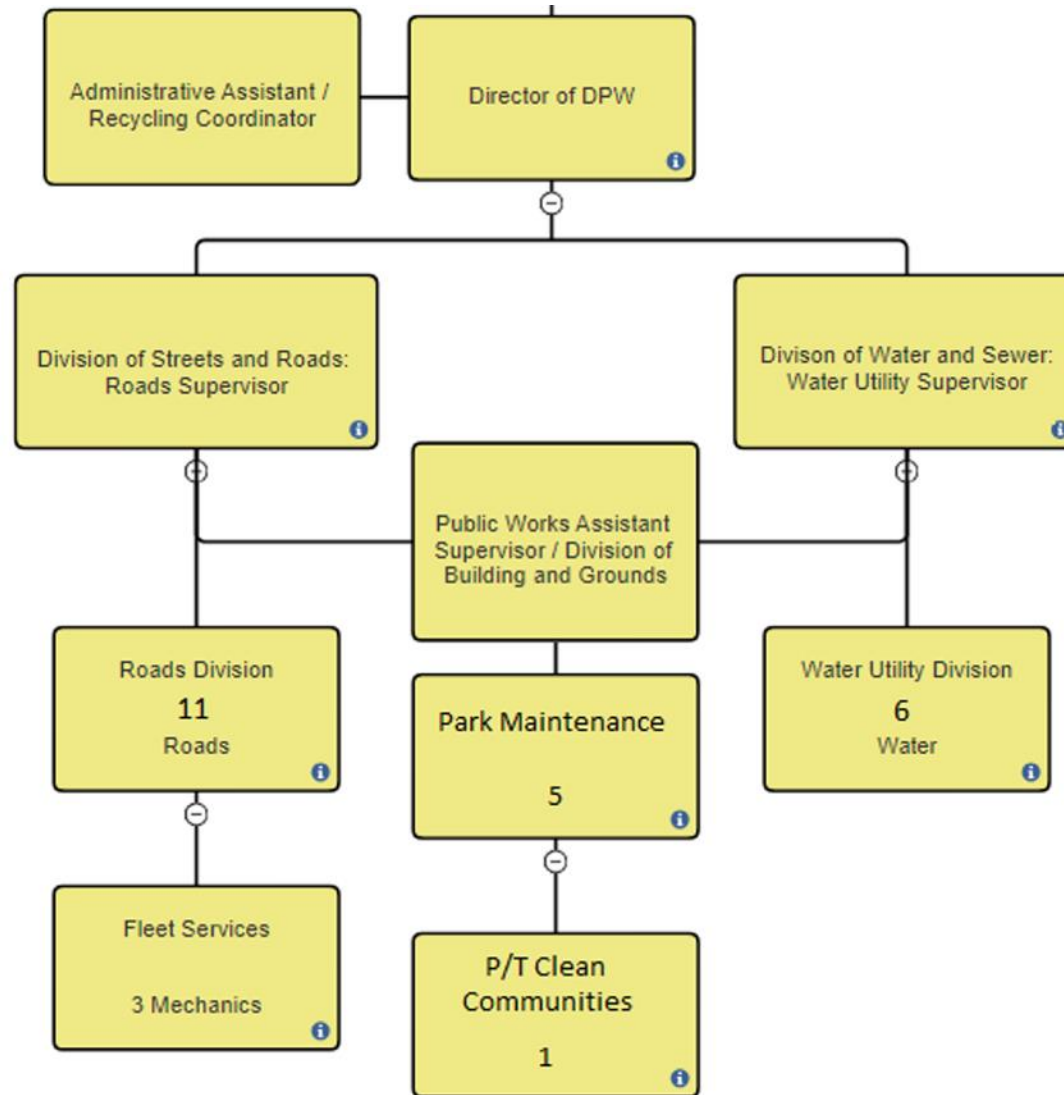 Administrative Assistant /
Recycling Coordinator
Director of DPW
Division of Streets and Roads:
Roads Supervisor
Divison of Water and Sewer:
Water Utility Supervisor
Public Works Assistant
Supervisor / Division of
Building and Grounds
Roads Division
11
Roads
Park Maintenance
5
Water Utility Division
6
Water
Fleet Services
3 Mechanics
P/T Clean
Communities
1